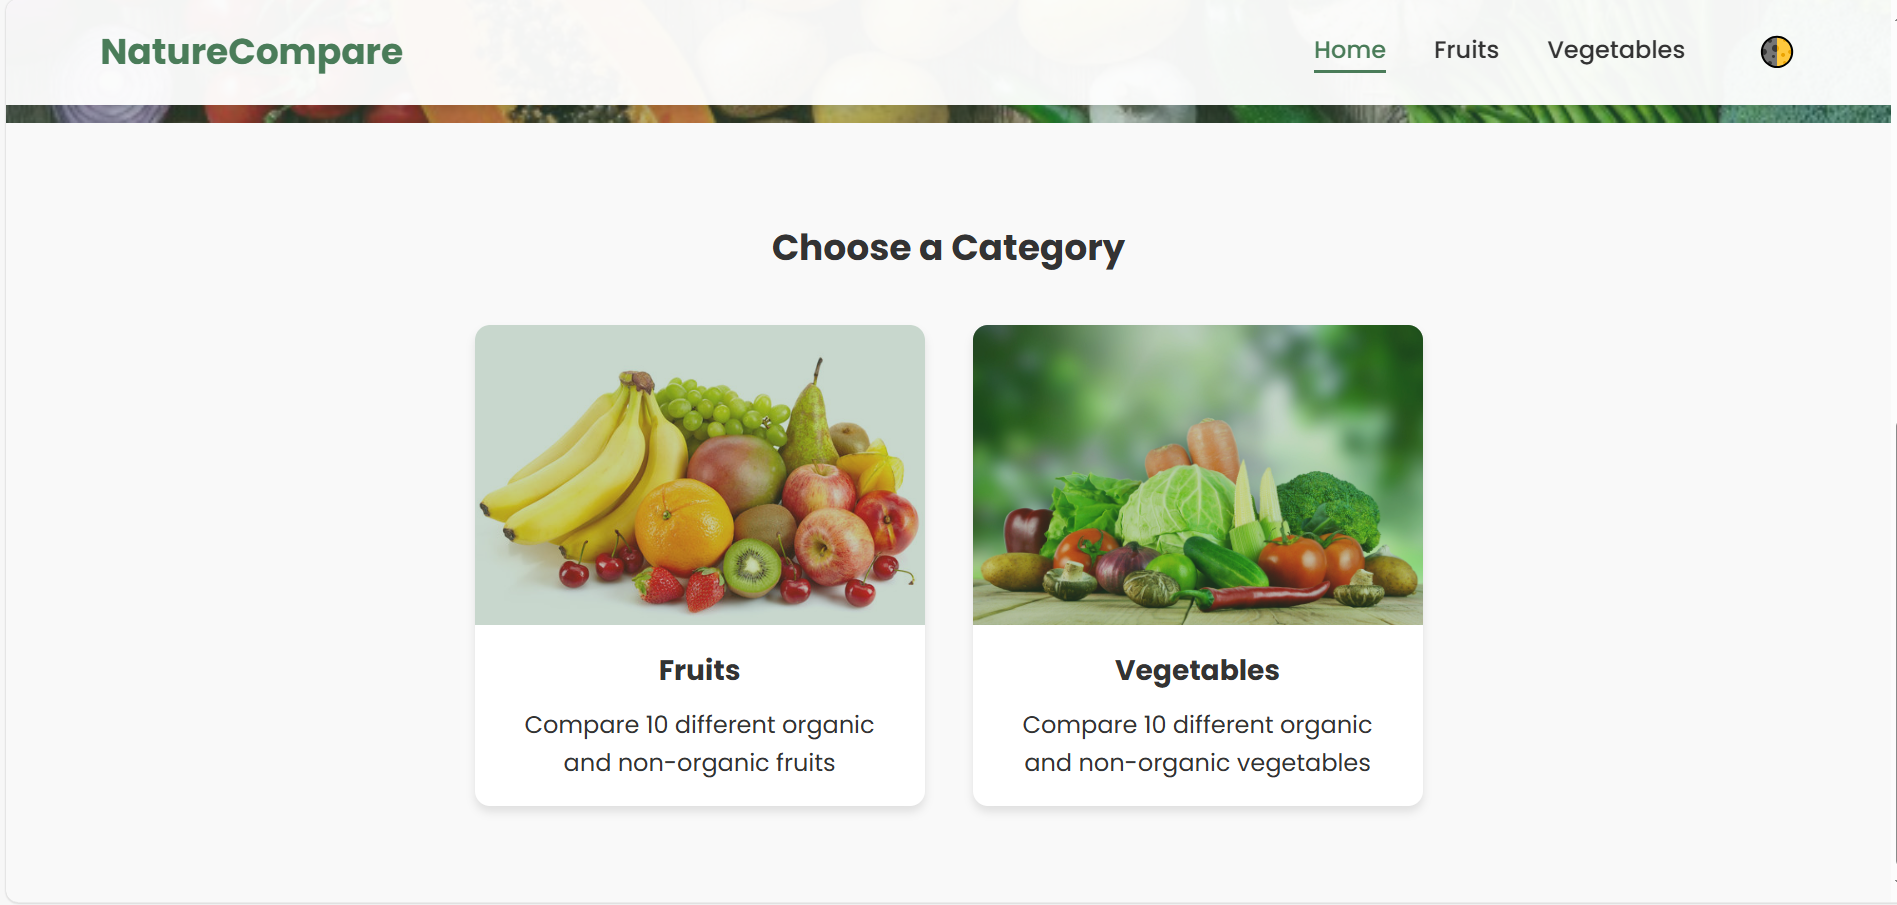 NatureCompare
Home Fruits Vegetables
Choose a Category
Fruits
Compare 10 different organic
and non-organic fruits
Vegetables
Compare 10 different organic
and non-organic vegetables